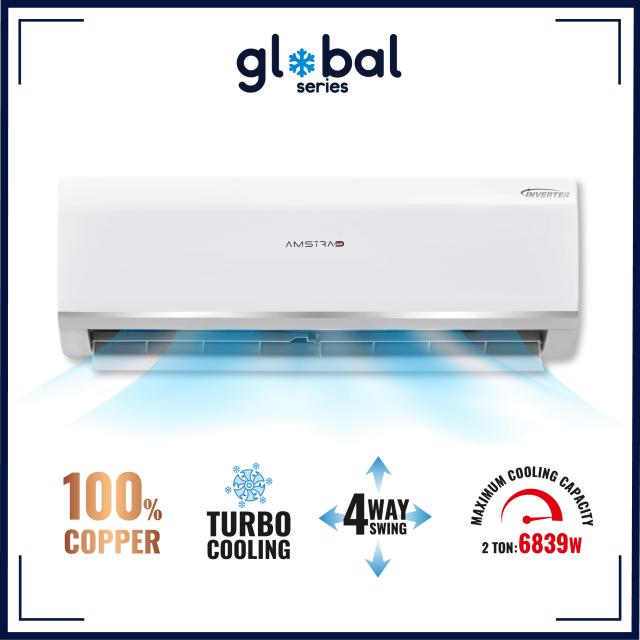 global
series
INVERTER
AMSTRAD
100%
COPPER
TURBO
COOLING
4 WAY
SWING
MAXIMUM COOLING CAPACITY
2 TON: 6839W